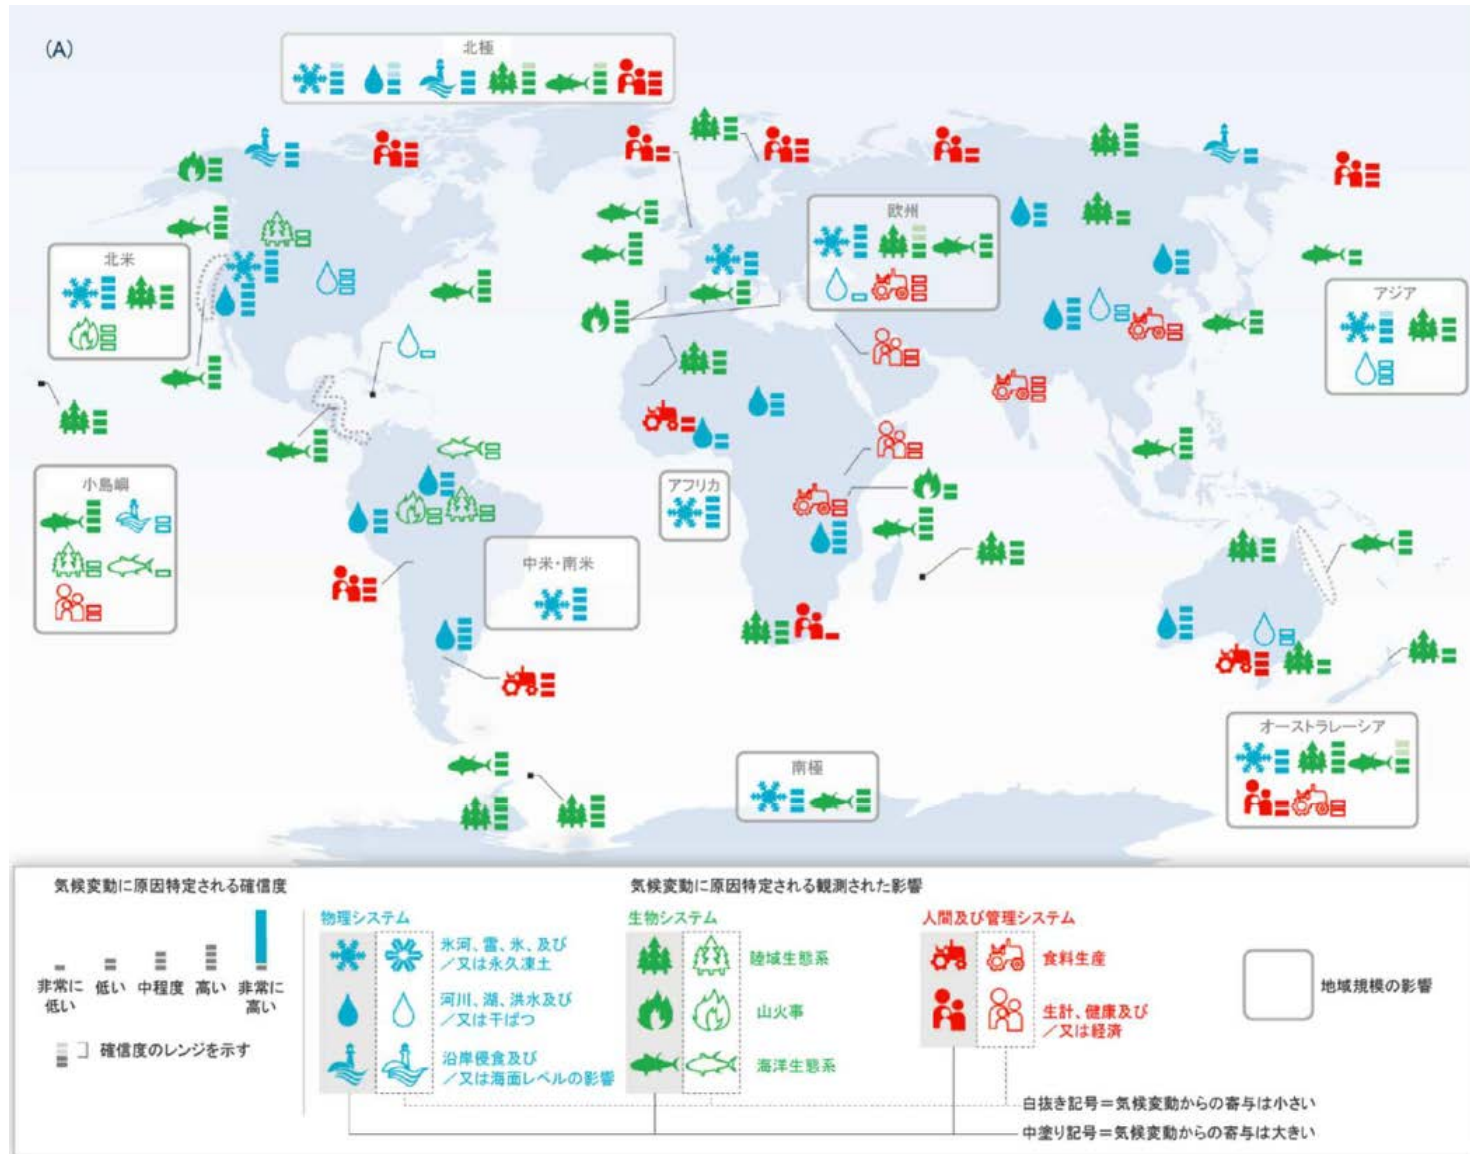 (A)
北極
欧州
北米
アジア
小島嶼
アフリカ
中米・南米
オーストラレーシア
南極
気候変動に原因特定される確信度
非常に
低い
低い
中程度
高い
非常に
高い
確信度のレンジを示す
気候変動に原因特定される観測された影響
物理システム
氷河、雪、氷、及び
/又は永久凍土
河川、湖、洪水及び
/又は干ばつ
沿岸侵食及び
/又は海面レベルの影響
生物システム
陸域生態系
山火事
海洋生態系
人間及び管理システム
食料生産
生計、健康及び
/又は経済
地域規模の影響
白抜き記号=気候変動からの寄与は小さい
中塗り記号=気候変動からの寄与は大きい